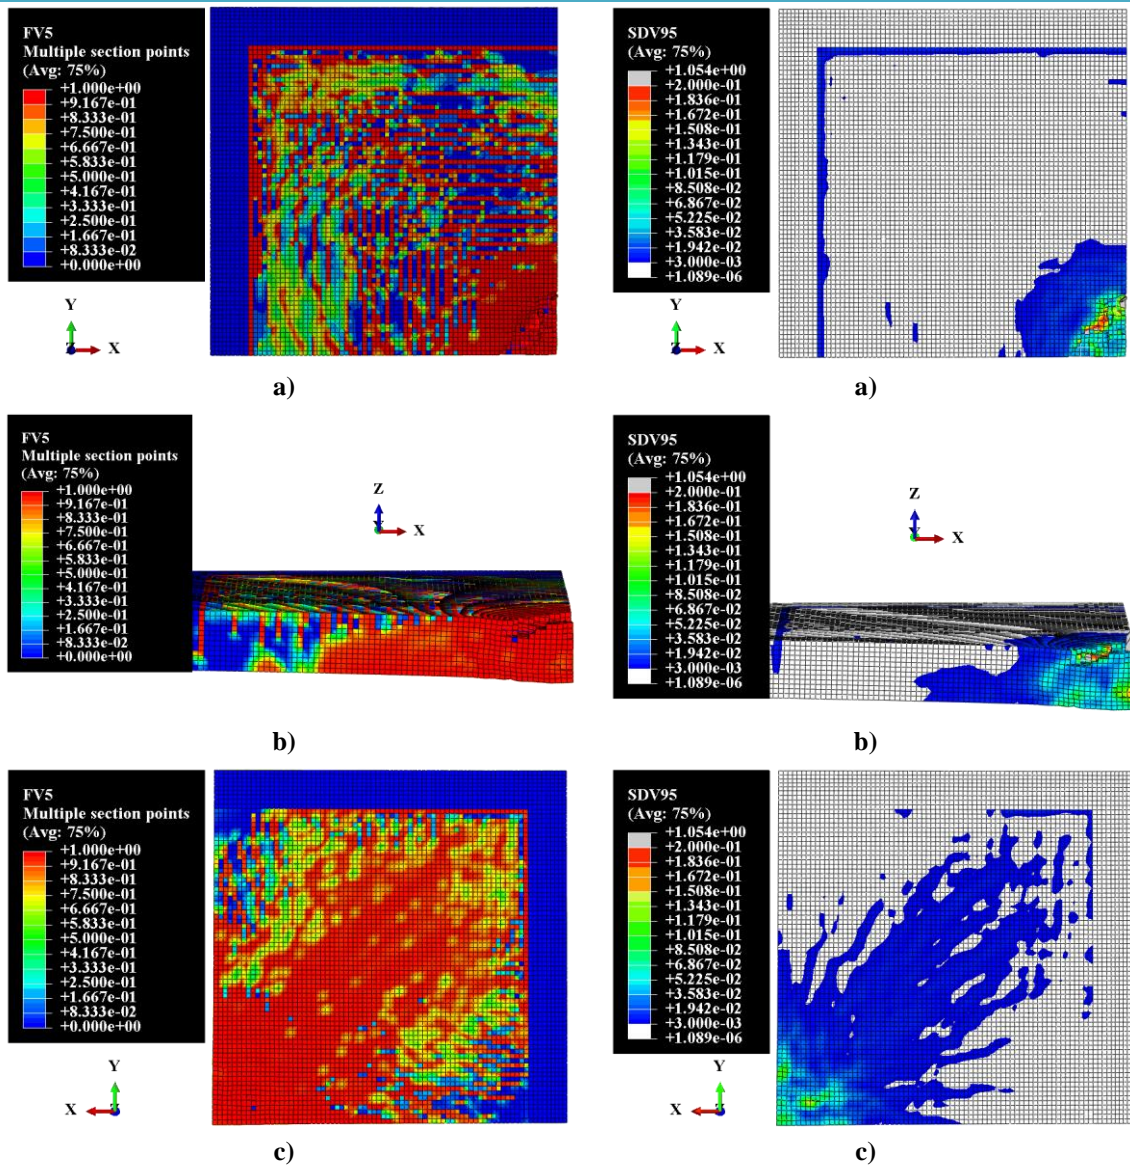 FV5
Multiple section points
(Avg: 75%)
+1.000e+00
+9.167e-01
+8.333e-01
+7.500e-01
+6.667e-01
+5.833e-01
+5.000e-01
+4.167e-01
+3.333e-01
+2.500e-01
+1.667e-01
+8.333e-02
+0.000e+00
Y
Z
X
a)
SDV95
(Avg: 75%)
+1.054e+00
+2.000e-01
+1.836e-01
+1.672e-01
+1.508e-01
+1.343e-01
+1.179e-01
+1.015e-01
+8.508e-02
+6.867e-02
+5.225e-02
+3.583e-02
+1.942e-02
+3.000e-03
+1.089e-06
Y
Z
X
a)
FV5
Multiple section points
(Avg: 75%)
+1.000e+00
+9.167e-01
+8.333e-01
+7.500e-01
+6.667e-01
+5.833e-01
+5.000e-01
+4.167e-01
+3.333e-01
+2.500e-01
+1.667e-01
+8.333e-02
+0.000e+00
Z
Y
X
b)
SDV95
(Avg: 75%)
+1.054e+00
+2.000e-01
+1.836e-01
+1.672e-01
+1.508e-01
+1.343e-01
+1.179e-01
+1.015e-01
+8.508e-02
+6.867e-02
+5.225e-02
+3.583e-02
+1.942e-02
+3.000e-03
+1.089e-06
Z
Y
X
b)
FV5
Multiple section points
(Avg: 75%)
+1.000e+00
+9.167e-01
+8.333e-01
+7.500e-01
+6.667e-01
+5.833e-01
+5.000e-01
+4.167e-01
+3.333e-01
+2.500e-01
+1.667e-01
+8.333e-02
+0.000e+00
Y
X
Z
c)
SDV95
(Avg: 75%)
+1.054e+00
+2.000e-01
+1.836e-01
+1.672e-01
+1.508e-01
+1.343e-01
+1.179e-01
+1.015e-01
+8.508e-02
+6.867e-02
+5.225e-02
+3.583e-02
+1.942e-02
+3.000e-03
+1.089e-06
Y
X
Z
c)